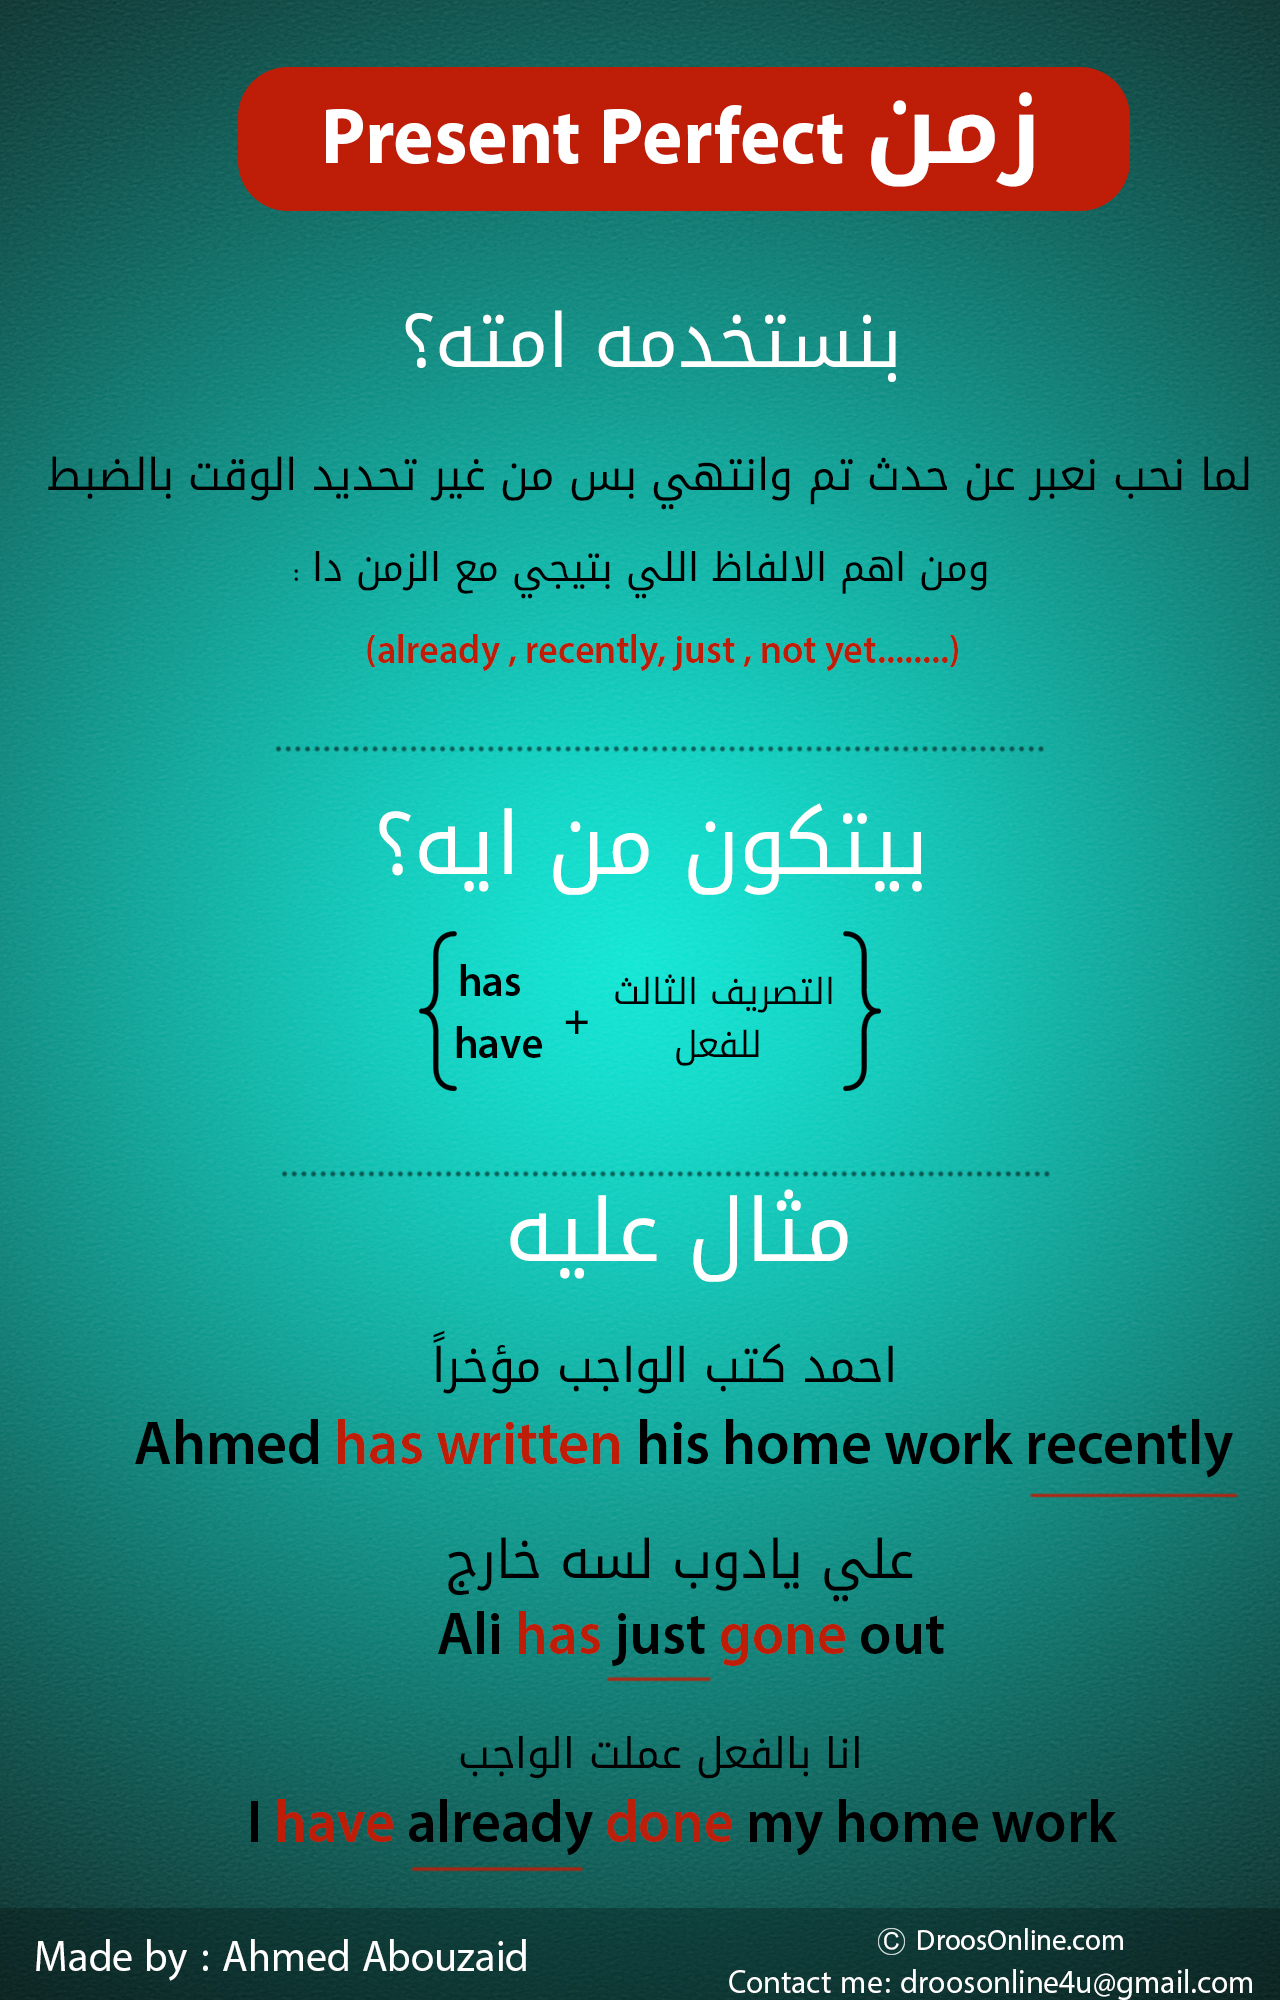 زمن Present Perfect
بنستخدمه امته؟
لما نحب نعبر عن حدث تم وانتهي بس من غير تحديد الوقت بالضبط
ومن اهم الالفاظ اللي بتيجي مع الزمن دا :
(already , recently, just , not yet........)
بيتكون من ايه؟
has
have
+
التصريف الثالث
للفعل
مثال عليه
احمد كتب الواجب مؤخراً
Ahmed has written his home work recently
علي يادوب لسه خارج
Ali has just gone out
انا بالفعل عملت الواجب
I have already done my home work
Made by : Ahmed Abouzaid
© DroosOnline.com
Contact me: droosonline4u@gmail.com